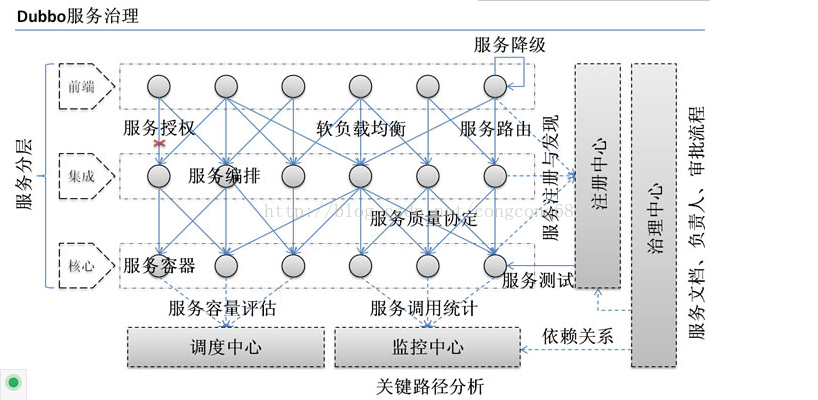 Dubbo服务治理
服务降级
前端
服务授权
软负载均衡
服务路由
服务分层
集成
服务编排
服务注册与发现
注册中心
治理中心
服务文档、负责人、审批流程
服务质量协定
核心
服务容器
服务测试
服务容量评估
服务调用统计
调度中心
监控中心
依赖关系
关键路径分析